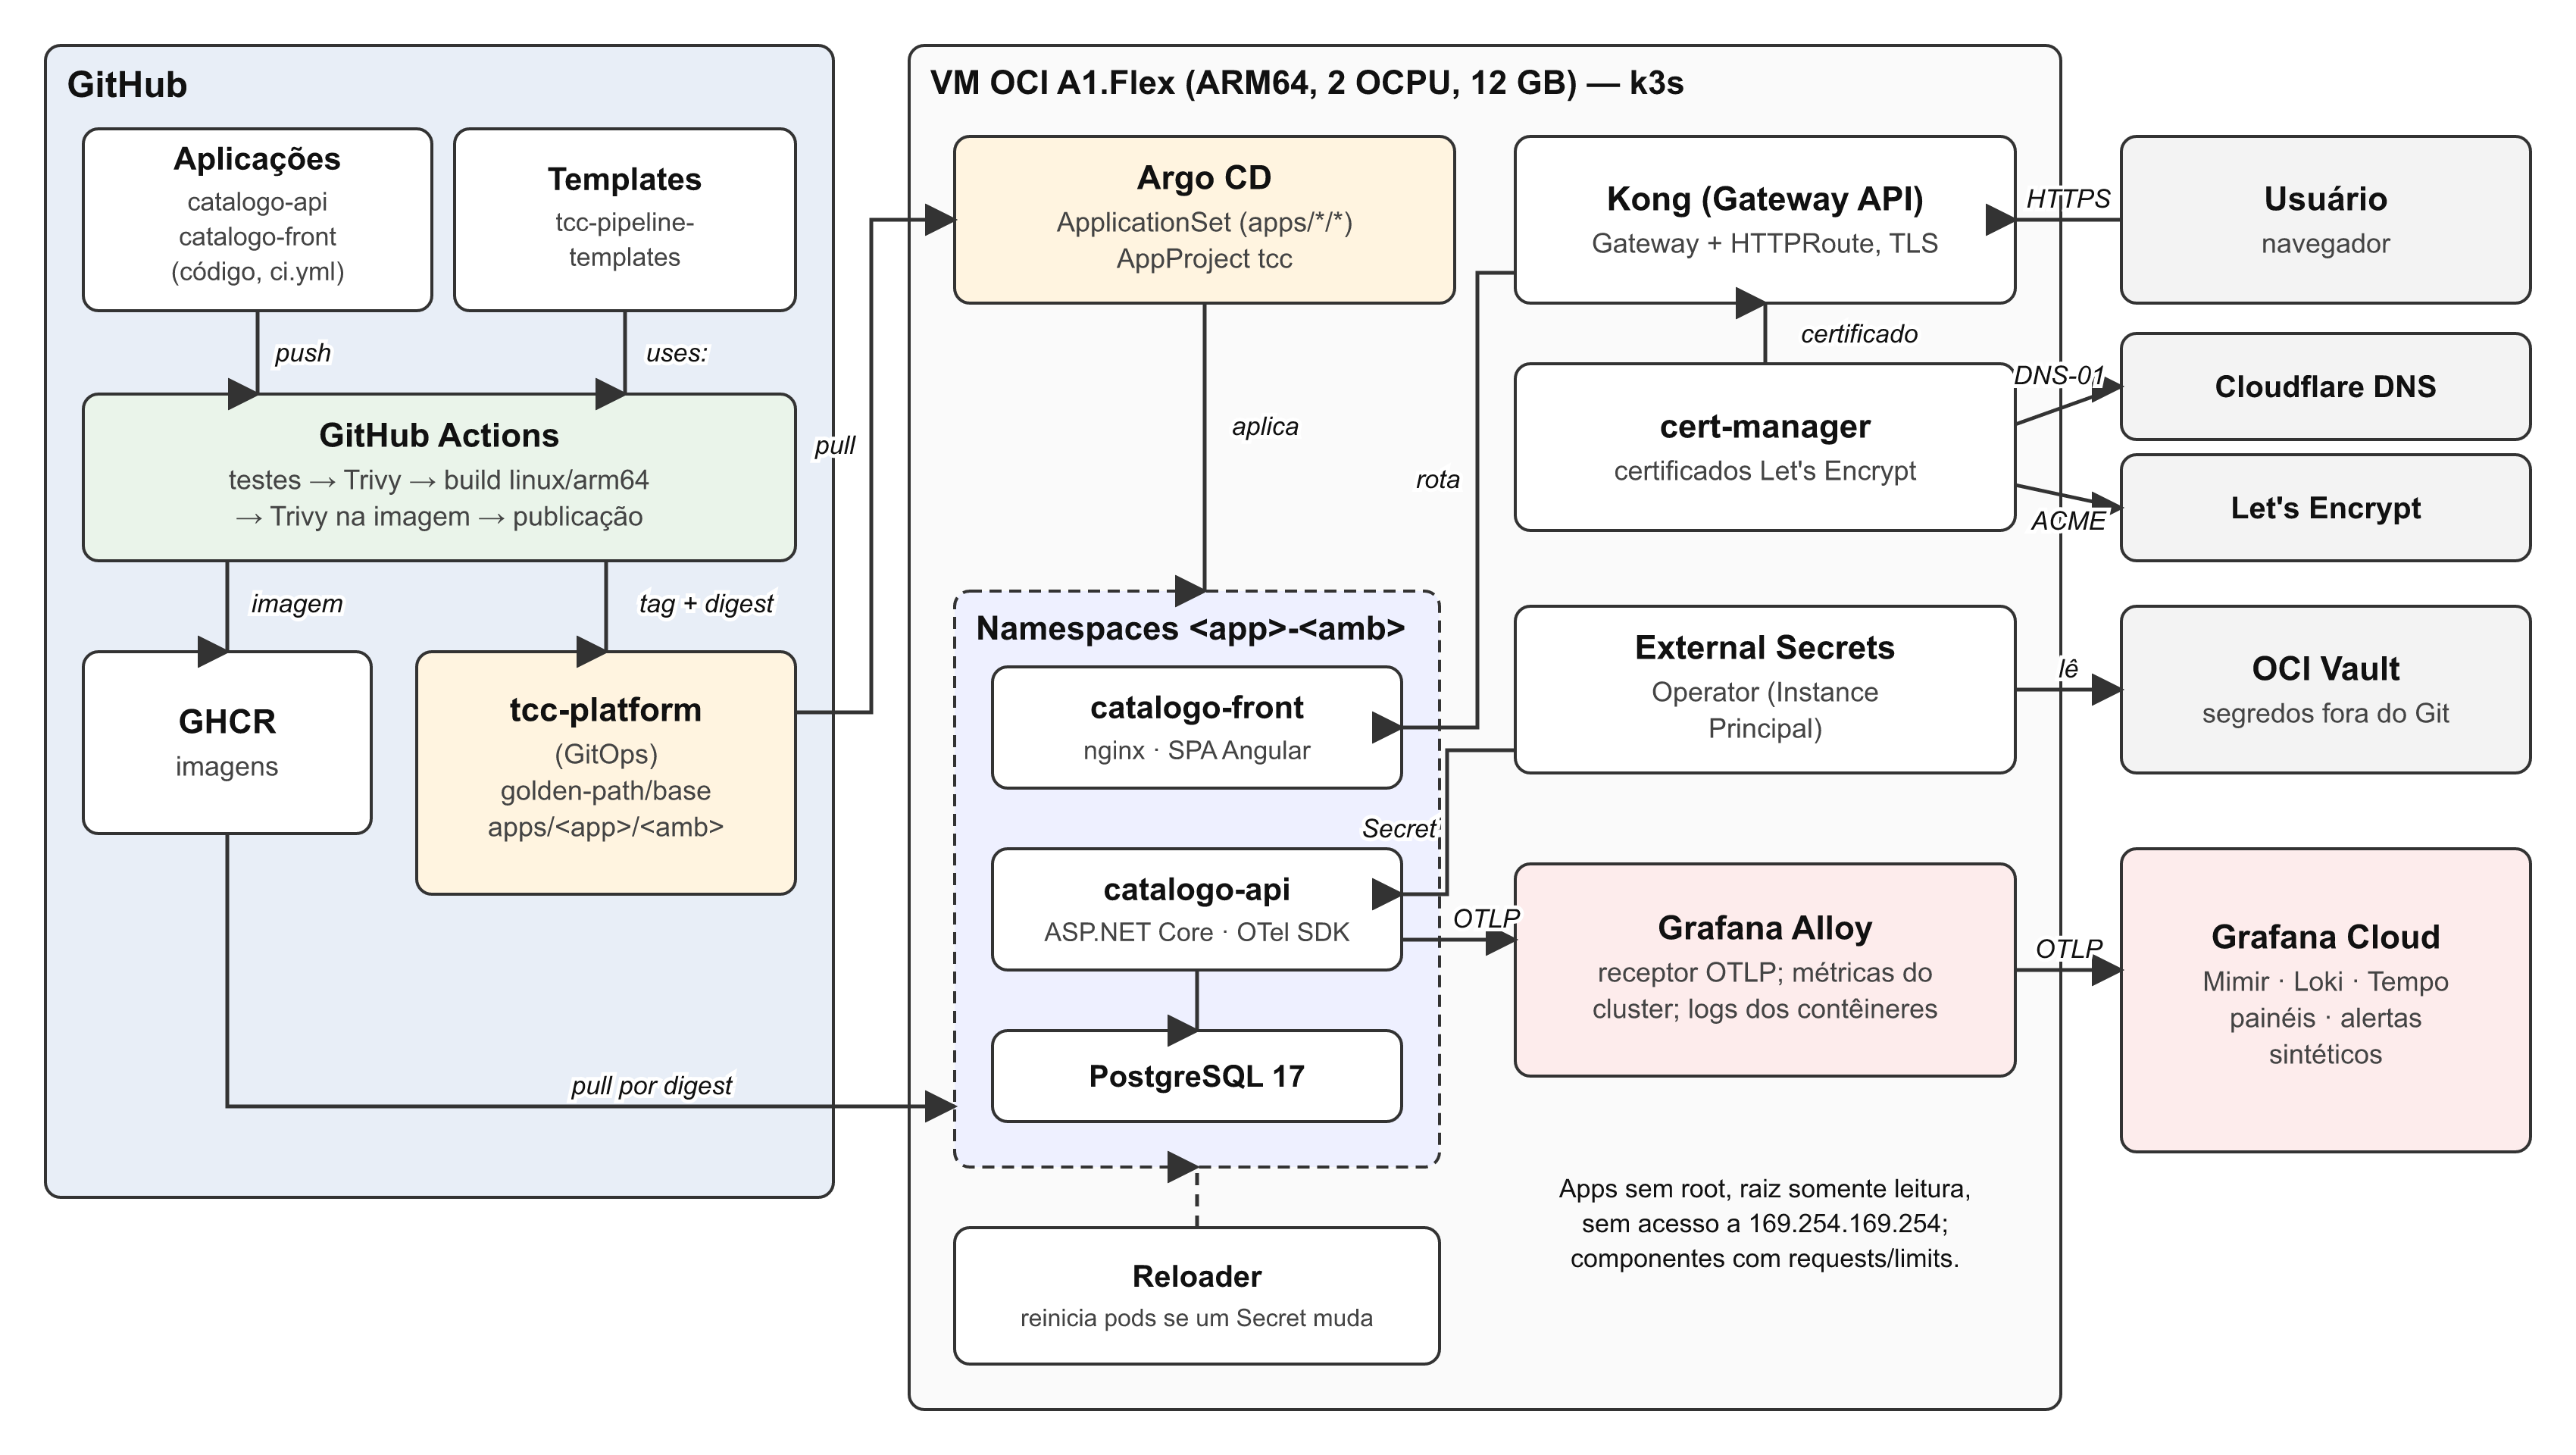 GitHub
Aplicações
catalogo-api
catalogo-front
(código, ci.yml)
Templates
tcc-pipeline-
templates
push
uses:
GitHub Actions
testes → Trivy → build linux/arm64
→ Trivy na imagem → publicação
imagem
tag + digest
GHCR
imagens
tcc-platform
(GitOps)
golden-path/base
apps/<app>/<amb>
pull
pull por digest
VM OCI A1.Flex (ARM64, 2 OCPU, 12 GB) — k3s
Argo CD
ApplicationSet (apps/*/*)
AppProject tcc
aplica
rota
Namespaces <app>-<amb>
catalogo-front
nginx · SPA Angular
Secret
catalogo-api
ASP.NET Core · OTel SDK
PostgreSQL 17
Reloader
reinicia pods se um Secret muda
Kong (Gateway API)
Gateway + HTTPRoute, TLS
certificado
cert-manager
certificados Let's Encrypt
External Secrets
Operator (Instance
Principal)
OTLP
Grafana Alloy
receptor OTLP; métricas do
cluster; logs dos contêineres
Apps sem root, raiz somente leitura,
sem acesso a 169.254.169.254;
componentes com requests/limits.
HTTPS
DNS-01
ACME
lê
OTLP
Usuário
navegador
Cloudflare DNS
Let's Encrypt
OCI Vault
segredos fora do Git
Grafana Cloud
Mimir · Loki · Tempo
painéis · alertas
sintéticos